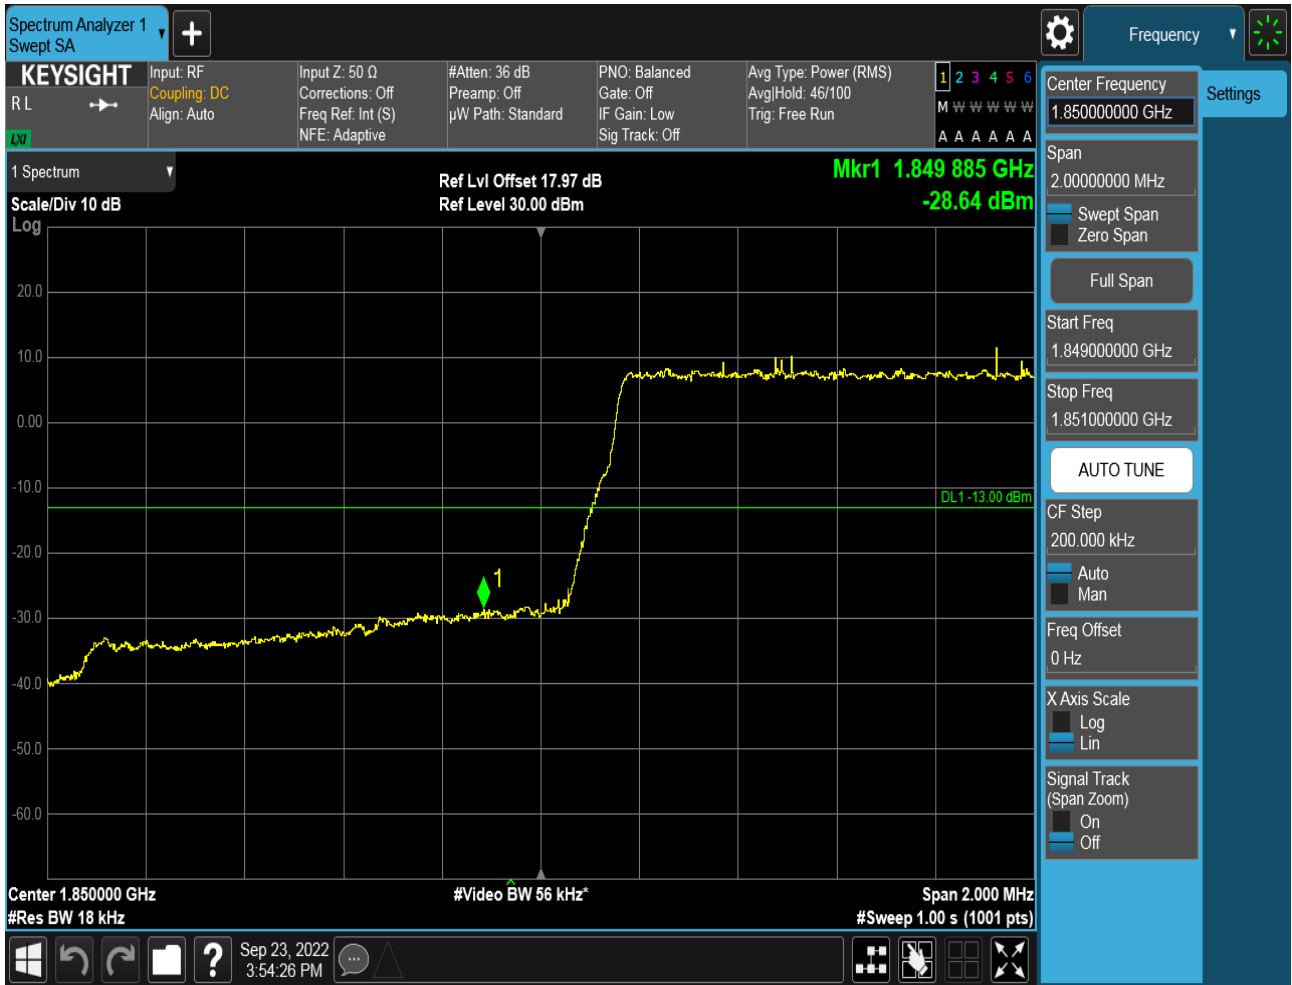 Spectrum Analyzer 1
Swept SA
Frequency
KEYSIGHT
R L
LXI
Input: RF
Coupling: DC
Align: Auto
Input Z: 50 Ω
Corrections: Off
Freq Ref: Int (S)
NFE: Adaptive
#Atten: 36 dB
Preamp: Off
µW Path: Standard
PNO: Balanced
Gate: Off
IF Gain: Low
Sig Track: Off
Avg Type: Power (RMS)
Avg|Hold: 46/100
Trig: Free Run
1 2 3 4 5 6
M W W W W W
A A A A A A
1 Spectrum
Scale/Div 10 dB
Log
Ref Lvl Offset 17.97 dB
Ref Level 30.00 dBm
Mkr1 1.849 885 GHz
-28.64 dBm
20.0
10.0
0.00
-10.0
-20.0
-30.0
-40.0
-50.0
-60.0
DL1 -13.00 dBm
1
Center 1.850000 GHz
#Res BW 18 kHz
#Video BW 56 kHz*
Span 2.000 MHz
#Sweep 1.00 s (1001 pts)
Center Frequency
1.850000000 GHz
Settings
Span
2.00000000 MHz
Swept Span
Zero Span
Full Span
Start Freq
1.849000000 GHz
Stop Freq
1.851000000 GHz
AUTO TUNE
CF Step
200.000 kHz
Auto
Man
Freq Offset
0 Hz
X Axis Scale
Log
Lin
Signal Track
(Span Zoom)
On
Off
?
Sep 23, 2022
3:54:26 PM